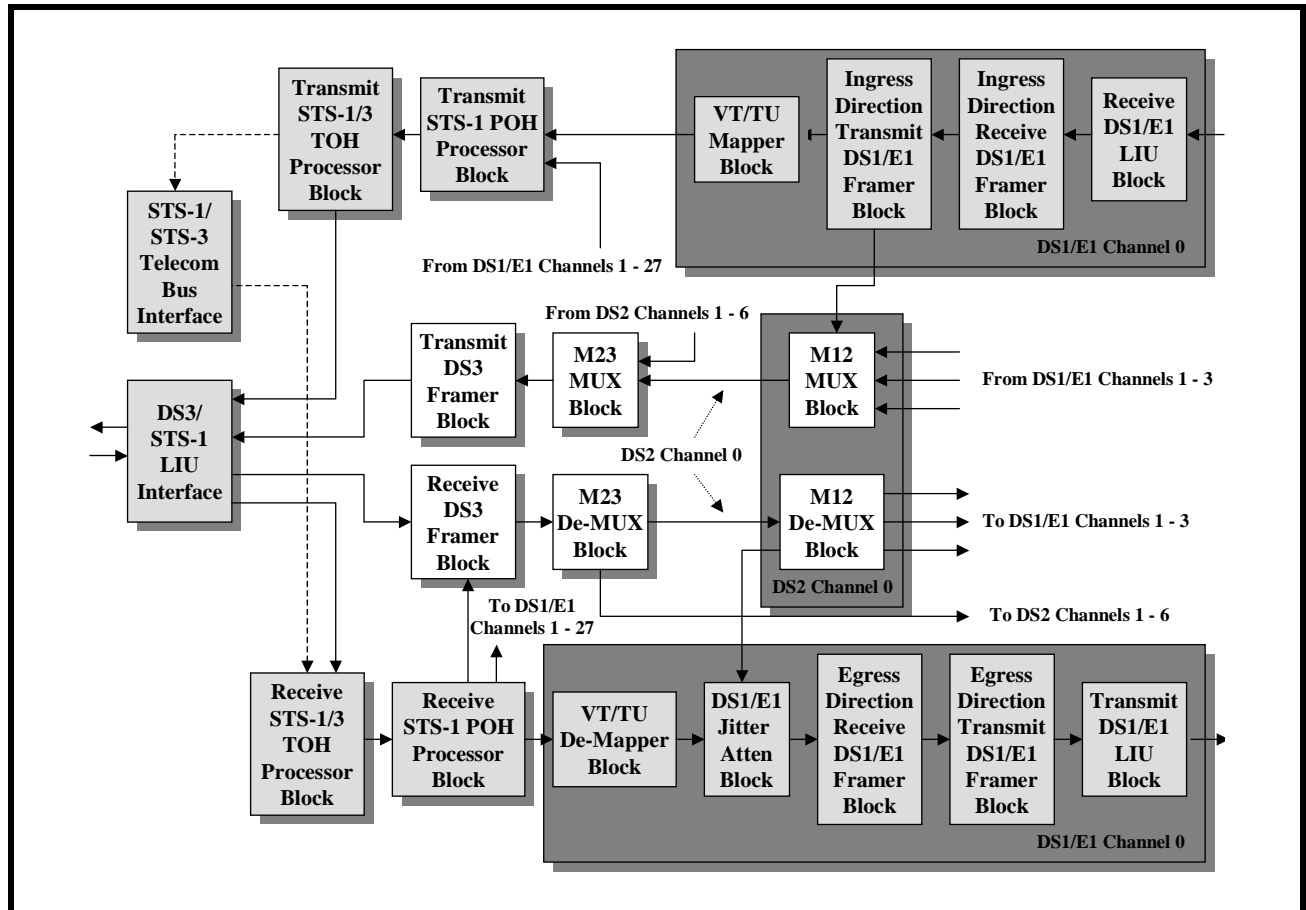 Transmit
STS-1/3
TOH
Processor
Block
Transmit
STS-1 POH
Processor
Block
VT/TU
Mapper
Block
Ingress
Direction
Transmit
DS1/E1
Framer
Block
Ingress
Direction
Receive
DS1/E1
Framer
Block
Receive
DS1/E1
LIU
Block
DS1/E1 Channel 0
STS-1/
STS-3
Telecom
Bus
Interface
From DS1/E1 Channels 1 - 27
From DS2 Channels 1 - 6
Transmit
DS3
Framer
Block
M23
MUX
Block
M12
MUX
Block
From DS1/E1 Channels 1 - 3
DS3/
STS-1
LIU
Interface
DS2 Channel 0
Receive
DS3
Framer
Block
M23
De-MUX
Block
M12
De-MUX
Block
To DS1/E1 Channels 1 - 3
DS2 Channel 0
To DS1/E1
Channels 1 - 27
To DS2 Channels 1 - 6
Receive
STS-1/3
TOH
Processor
Block
Receive
STS-1 POH
Processor
Block
VT/TU
De-Mapper
Block
DS1/E1
Jitter
Atten
Block
Egress
Direction
Receive
DS1/E1
Framer
Block
Egress
Direction
Transmit
DS1/E1
Framer
Block
Transmit
DS1/E1
LIU
Block
DS1/E1 Channel 0